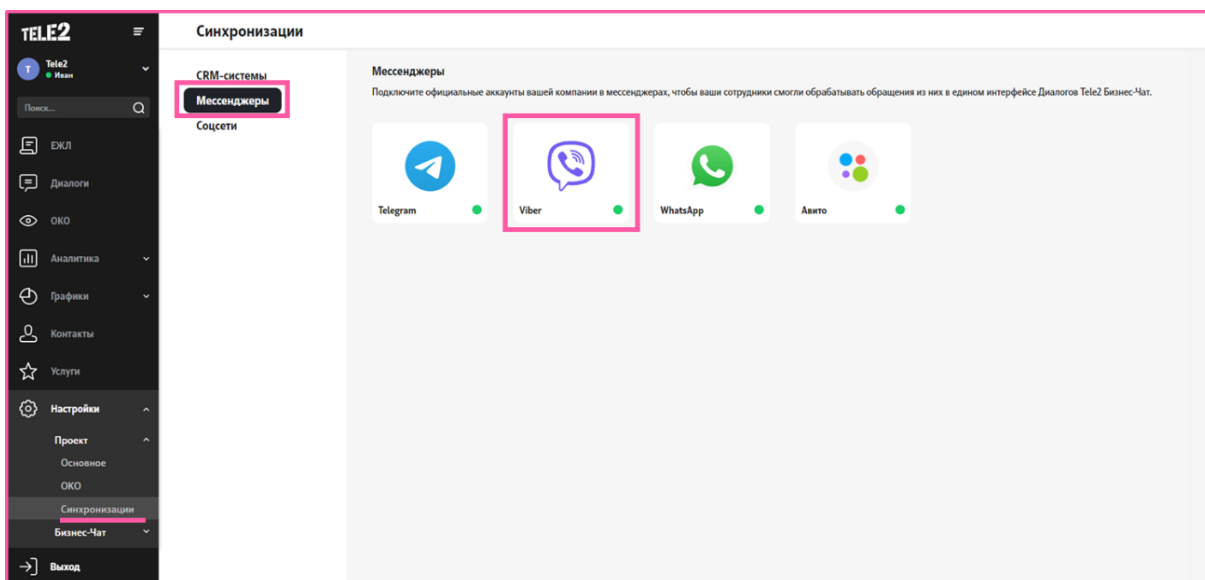 TELE2
Синхронизации
T
Tele2
Иван
Поиск...
ЕЖЛ
Диалоги
ОКО
Аналитика
Графики
Контакты
Услуги
Настройки
Проект
Основное
ОКО
Синхронизации
Бизнес-Чат
Выход
CRM-системы
Мессенджеры
Соцсети
Мессенджеры
Подключите официальные аккаунты вашей компании в мессенджерах, чтобы ваши сотрудники смогли обрабатывать обращения из них в едином интерфейсе Диалогов Tele2 Бизнес-Чат.
Telegram
Viber
WhatsApp
Авито